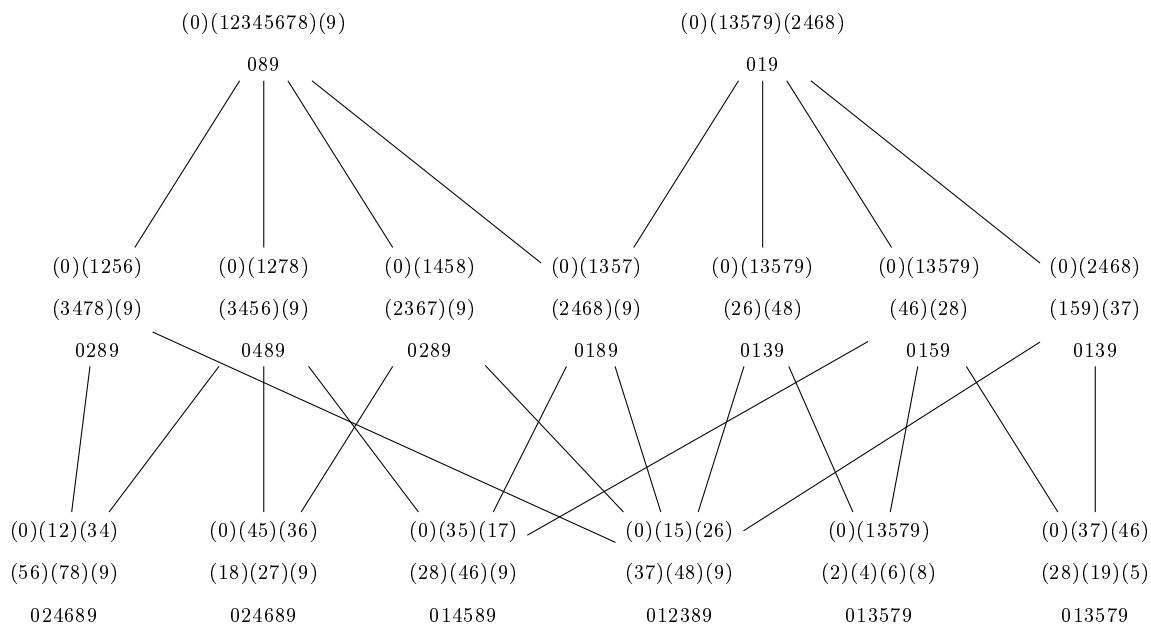 (0)(12345678)(9) (0)(13579)(2468)
089 019
(0)(1256) (0)(1278) (0)(1458) (0)(1357) (0)(13579) (0)(13579) (0)(2468)
(3478)(9) (3456)(9) (2367)(9) (2468)(9) (26)(48) (46)(28) (159)(37)
0289 0489 0289 0189 0139 0159 0139
(0)(12)(34) (0)(45)(36) (0)(35)(17) (0)(15)(26) (0)(13579) (0)(37)(46)
(56)(78)(9) (18)(27)(9) (28)(46)(9) (37)(48)(9) (2)(4)(6)(8) (28)(19)(5)
024689 024689 014589 012389 013579 013579